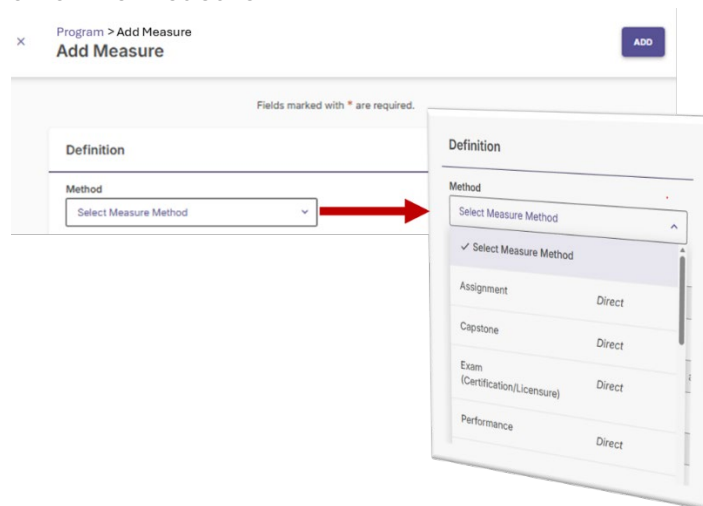 Program > Add Measure
Add Measure
ADD
Fields marked with * are required.
Definition
Method
Select Measure Method
Definition
Method
Select Measure Method
✓ Select Measure Method
Assignment Direct
Capstone Direct
Exam
(Certification/Licensure) Direct
Performance Direct